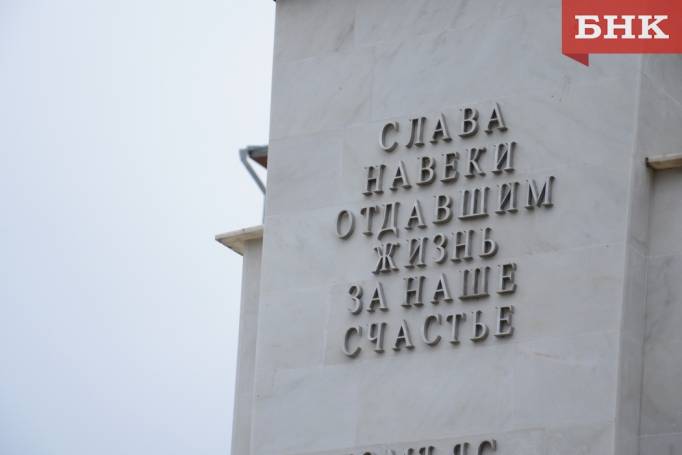 БНК
СЛАВА
НАВЕКИ
ОТДАВШИМ
ЖИЗНЬ
ЗА НАШЕ
СЧАСТЬЕ